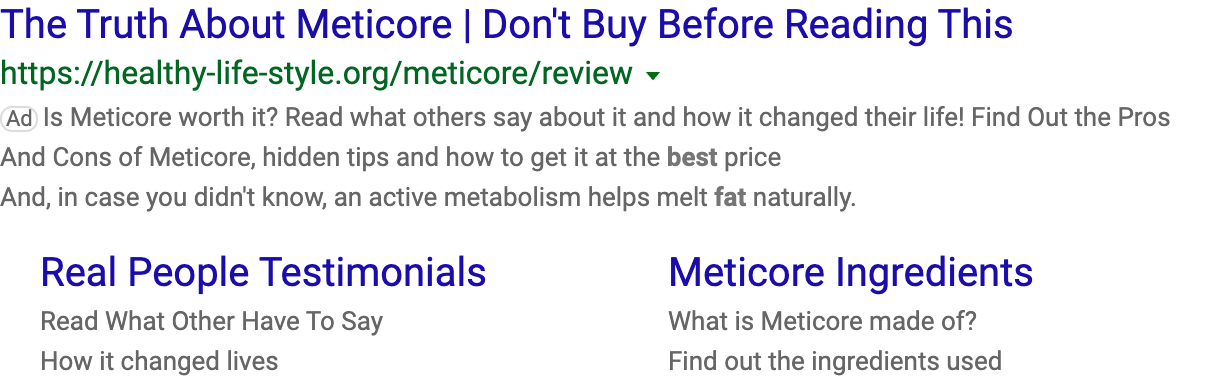 The Truth About Meticore | Don't Buy Before Reading This
https://healthy-life-style.org/meticore/review
Ad Is Meticore worth it? Read what others say about it and how it changed their life! Find Out the Pros
And Cons of Meticore, hidden tips and how to get it at the best price
And, in case you didn't know, an active metabolism helps melt fat naturally.
Real People Testimonials
Read What Other Have To Say
How it changed lives
Meticore Ingredients
What is Meticore made of?
Find out the ingredients used